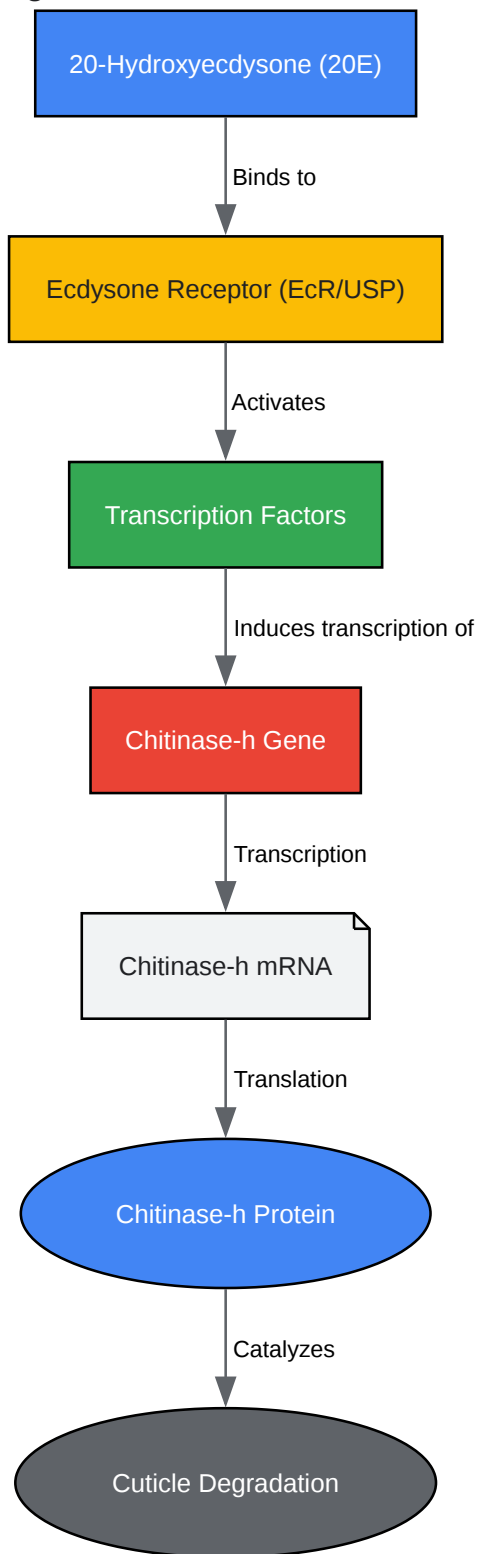 20-Hydroxyecdysone (20E)
Binds to
Ecdysone Receptor (EcR/USP)
Activates
Transcription Factors
Induces transcription of
Chitinase-h Gene
Transcription
Chitinase-h mRNA
Translation
Chitinase-h Protein
Catalyzes
Cuticle Degradation